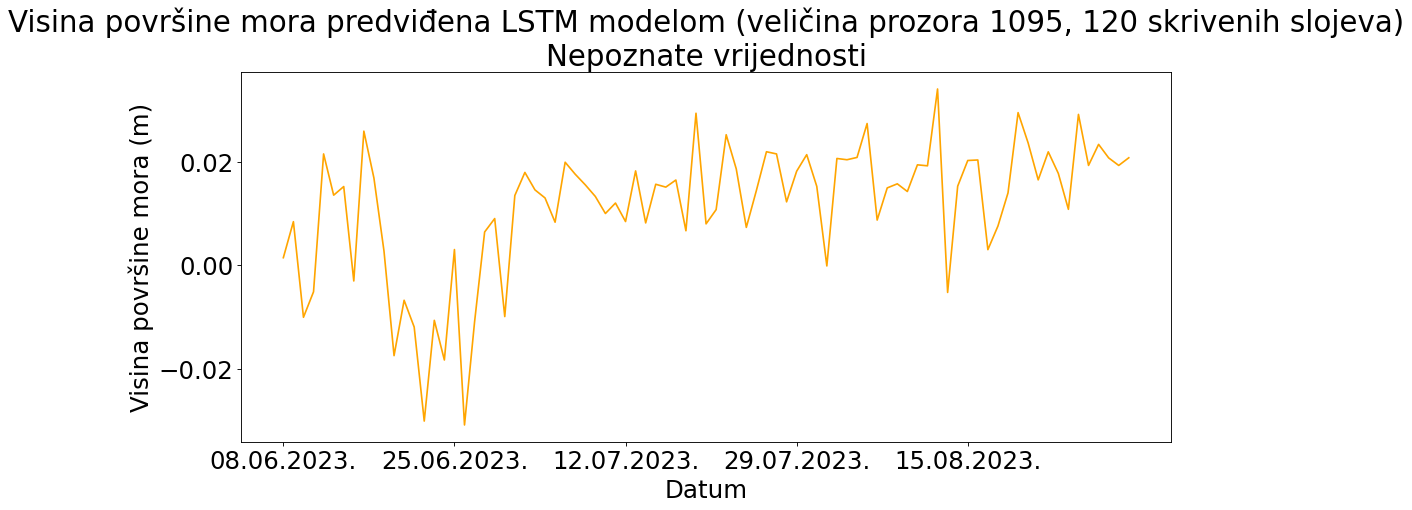 Visina površine mora predviđena LSTM modelom (veličina prozora 1095, 120 skrivenih slojeva)
Nepoznate vrijednosti
Visina površine mora (m)
0.02
0.00
−0.02
08.06.2023. 25.06.2023. 12.07.2023. 29.07.2023. 15.08.2023.
Datum